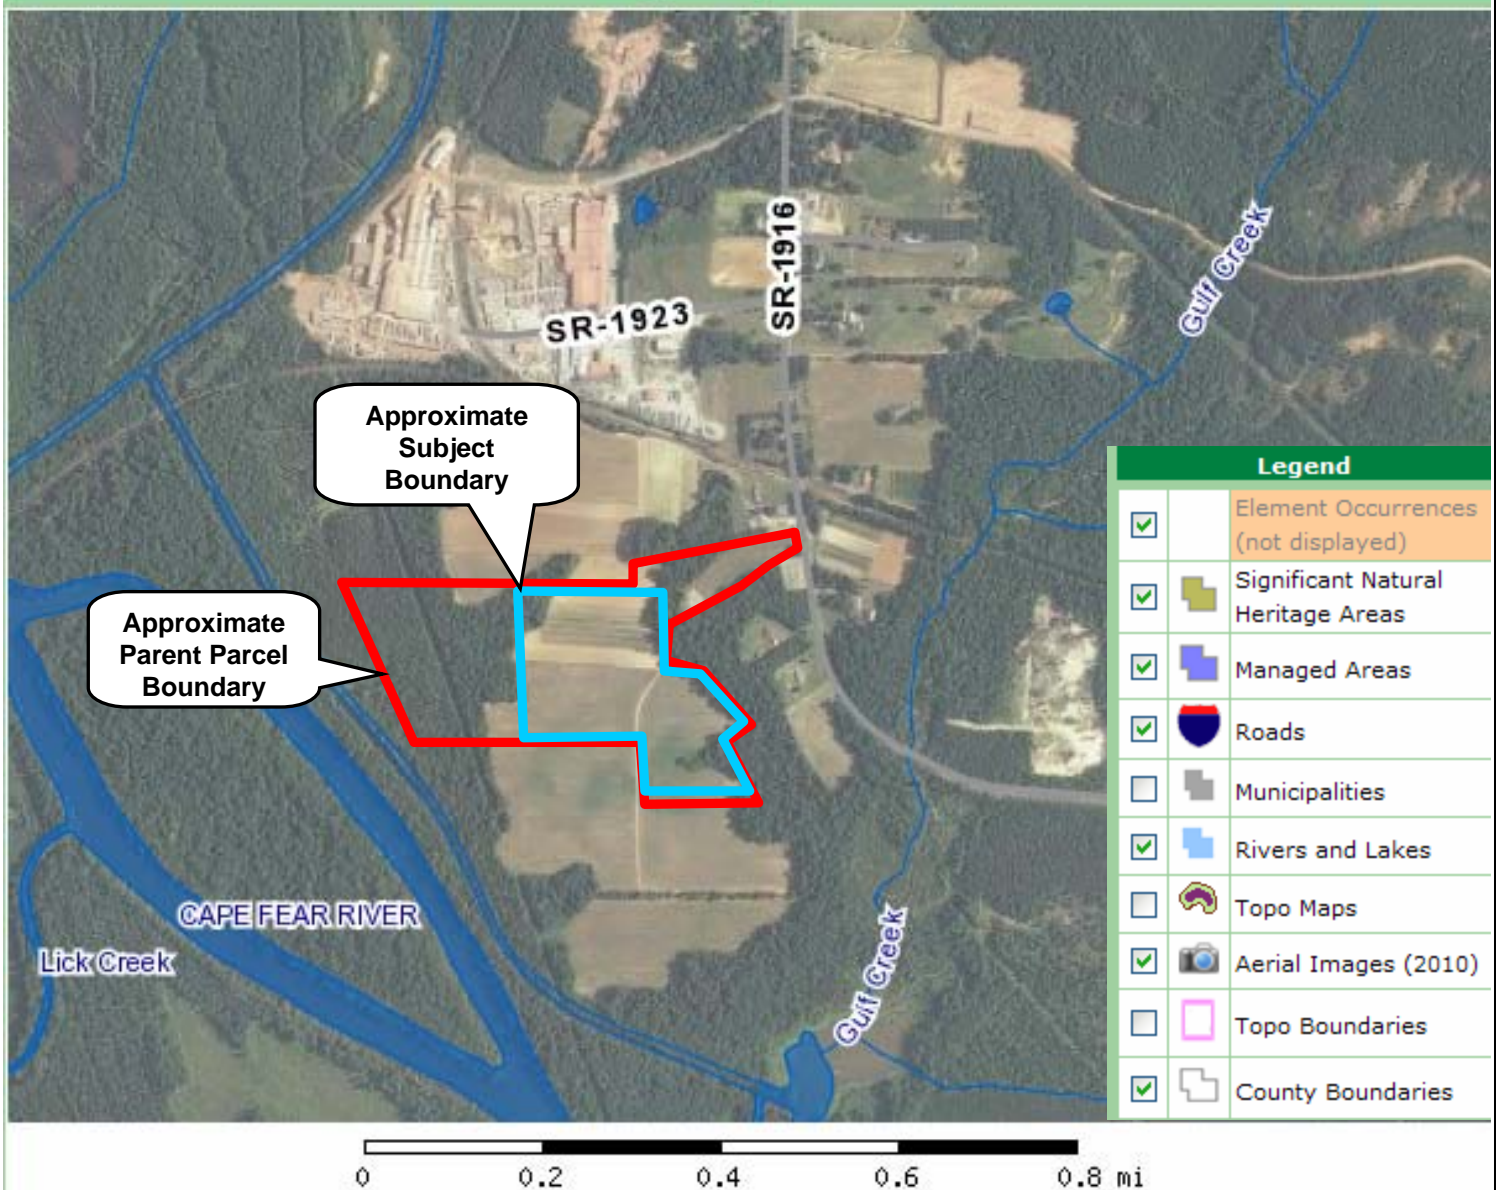 SR-1916
Gulf Creek
SR-1923
Approximate
Subject
Boundary
Approximate
Parent Parcel
Boundary
CAPE FEAR RIVER
Lick Creek
Gulf Creek
Legend
Element Occurrences
(not displayed)
Significant Natural
Heritage Areas
Managed Areas
Roads
Municipalities
Rivers and Lakes
Topo Maps
Aerial Images (2010)
Topo Boundaries
County Boundaries
0 0.2 0.4 0.6 0.8 mi